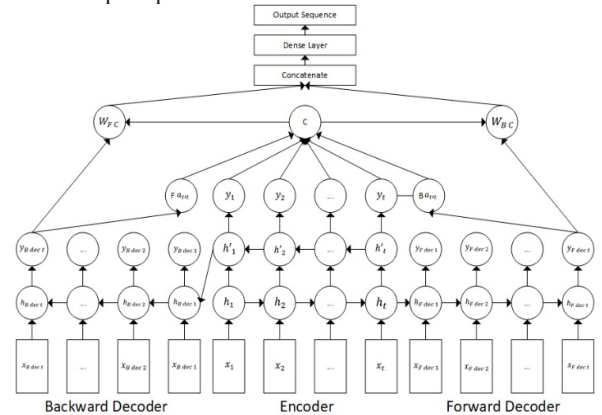 Output Sequence
Dense Layer
Concatenate
W_{FC} C W_{BC}
F a_{tnt} y_1 y_2 ... y_t B a_{tnt}
y_{B dec t} ... y_{B dec 2} y_{B dec 1} h'_1 h'_2 ... h'_t y_{F dec 1} y_{F dec 2} ... y_{F dec t}
h_{B dec t} ... h_{B dec 2} h_{B dec 1} h_1 h_2 ... h_t h_{F dec 1} h_{F dec 2} ... h_{F dec t}
x_{B dec t} ... x_{B dec 2} x_{B dec 1} x_1 x_2 ... x_t x_{F dec 1} x_{F dec 2} ... x_{F dec t}
Backward Decoder Encoder Forward Decoder